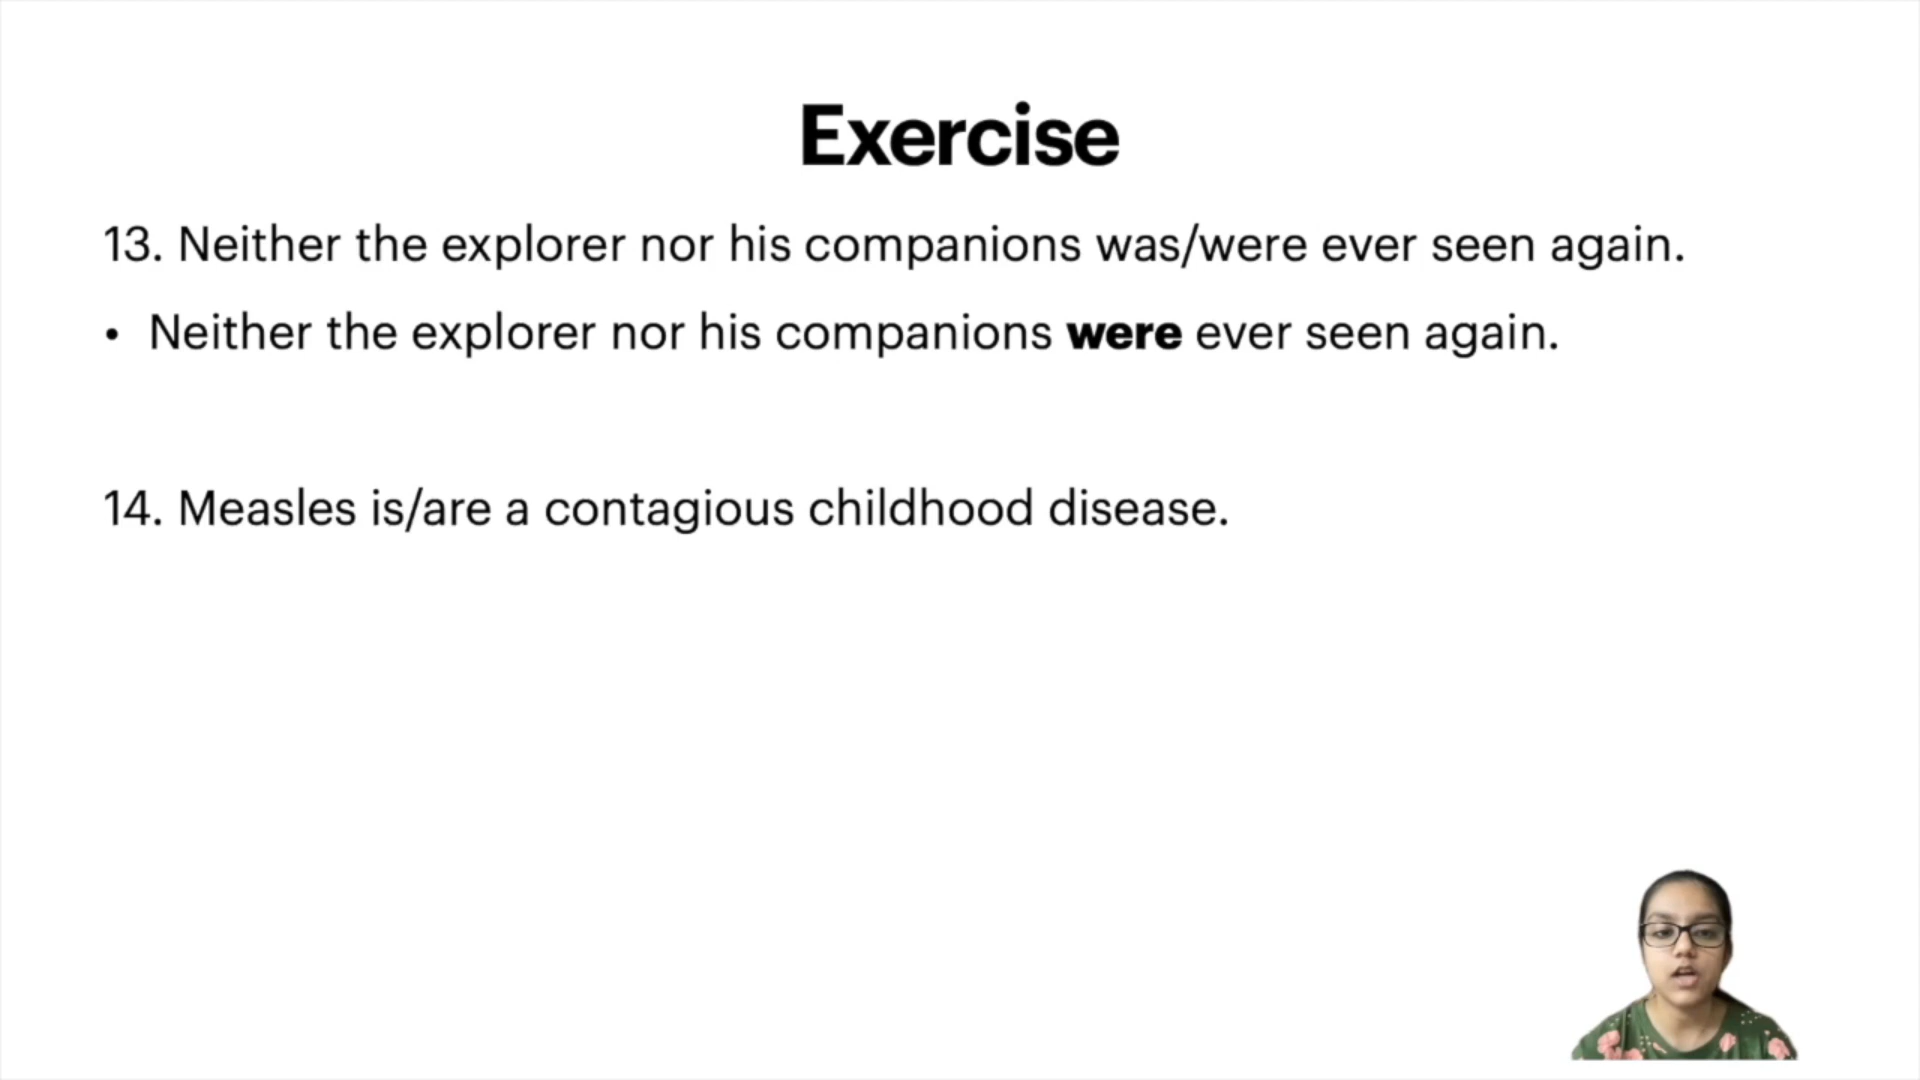 Exercise
13. Neither the explorer nor his companions was/were ever seen again.
• Neither the explorer nor his companions were ever seen again.
14. Measles is/are a contagious childhood disease.